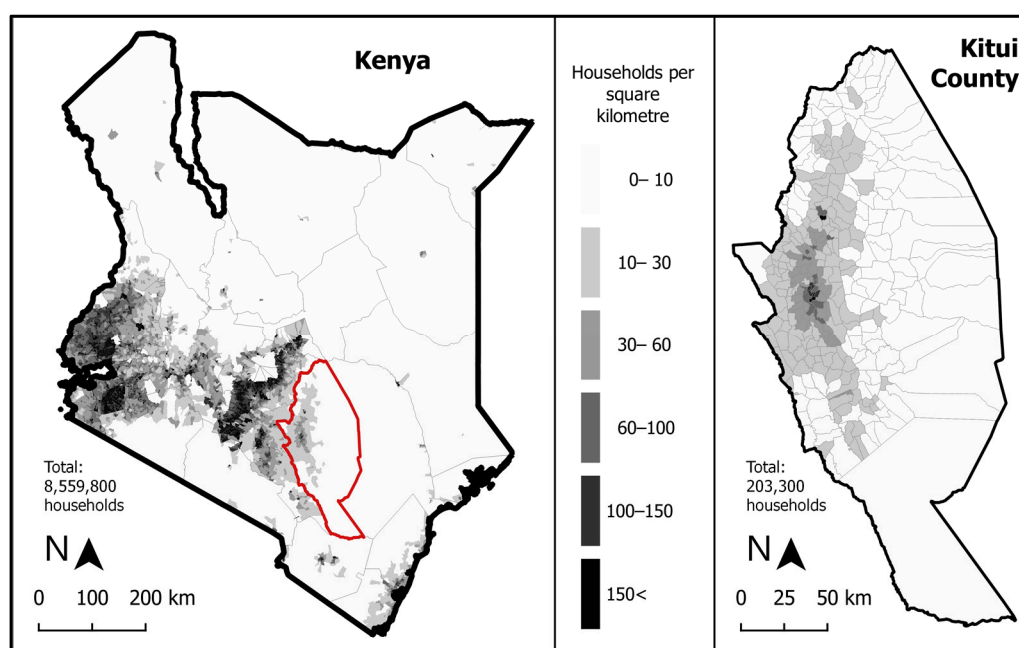 Kenya
Total:
8,559,800
households
N
0 100 200 km
Households per
square
kilometre
0– 10
10– 30
30– 60
60–100
100–150
150<
Kitui
County
Total:
203,300
households
N
0 25 50 km